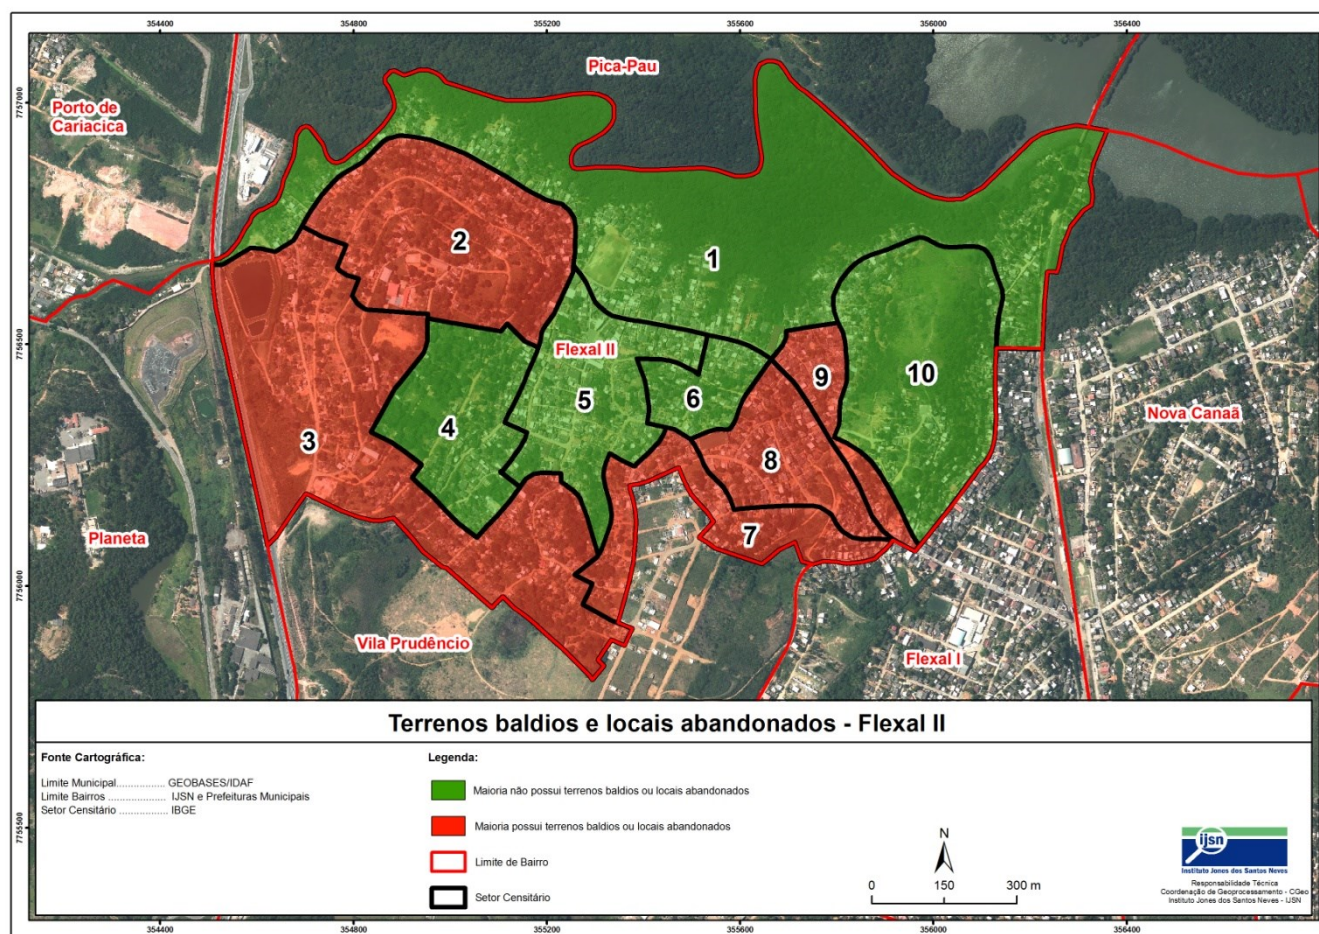 354400 354800 355200 355600 356000 356400
7757000
7756500
7756000
7755500
Pica-Pau
Porto de
Cariacica
2
1
Flexal II
9
10
5
6
4
3
8
Nova Canaã
7
Planeta
Vila Prudêncio
Flexal I
Terrenos baldios e locais abandonados - Flexal II
Fonte Cartográfica:
Limite Municipal................. GEOBASES/IDAF
Limite Bairros .................... IJSN e Prefeituras Municipais
Setor Censitário .................. IBGE
Legenda:
Maioria não possui terrenos baldios ou locais abandonados
Maioria possui terrenos baldios ou locais abandonados
Limite de Bairro
Setor Censitário
N
0 150 300 m
ijsn
Instituto Jones dos Santos Neves
Responsabilidade Técnica
Coordenação de Geoprocessamento - CGeo
Instituto Jones dos Santos Neves - IJSN
354400 354800 355200 355600 356000 356400